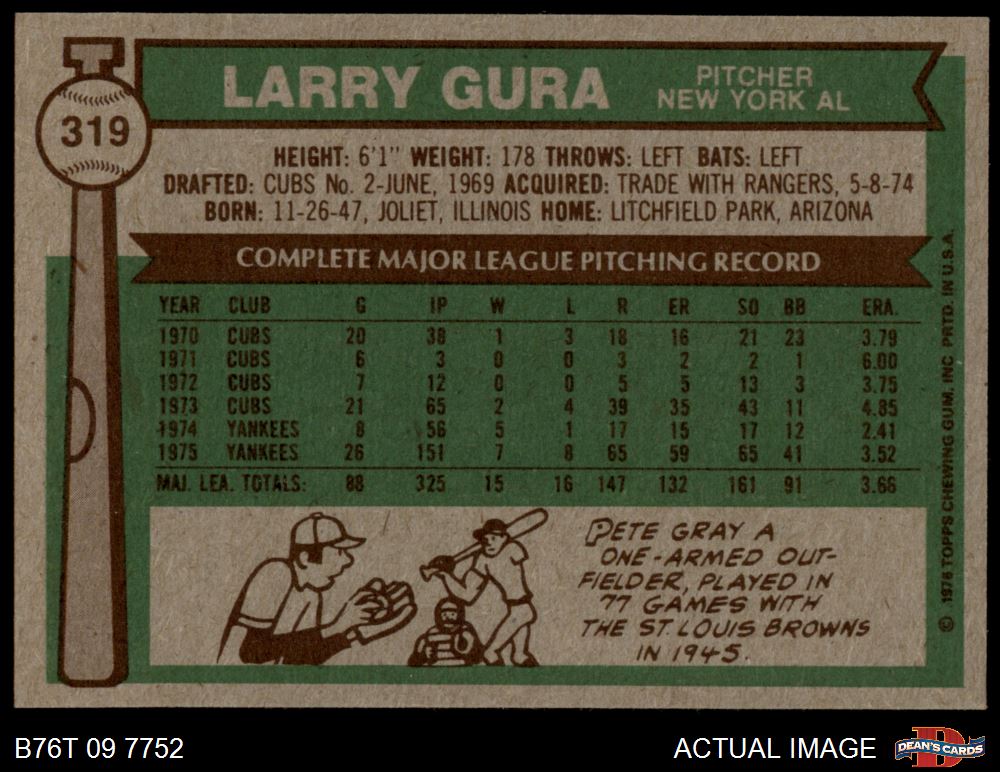 319
LARRY GURA
PITCHER
NEW YORK AL
HEIGHT: 6'1" WEIGHT: 178 THROWS: LEFT BATS: LEFT
DRAFTED: CUBS No. 2-JUNE, 1969 ACQUIRED: TRADE WITH RANGERS, 5-8-74
BORN: 11-26-47, JOLIET, ILLINOIS HOME: LITCHFIELD PARK, ARIZONA
COMPLETE MAJOR LEAGUE PITCHING RECORD
YEAR CLUB G IP W L R ER SO BB ERA.
1970 CUBS 20 38 1 3 18 16 21 23 3.79
1971 CUBS 6 3 0 0 3 2 2 1 6.00
1972 CUBS 7 12 0 0 5 5 13 3 3.75
1973 CUBS 21 65 2 4 39 35 43 11 4.85
1974 YANKEES 8 56 5 1 17 15 17 12 2.41
1975 YANKEES 26 151 7 8 65 59 65 41 3.52
MAJ. LEA. TOTALS: 88 325 15 16 147 132 161 91 3.66
PETE GRAY A
ONE-ARMED OUT-
FIELDER, PLAYED IN
77 GAMES WITH
THE ST. LOUIS BROWNS
IN 1945.
© 1976 TOPPS CHEWING GUM, INC PRTD. IN U.S.A.
B76T 09 7752
ACTUAL IMAGE
D
DEAN'S CARDS